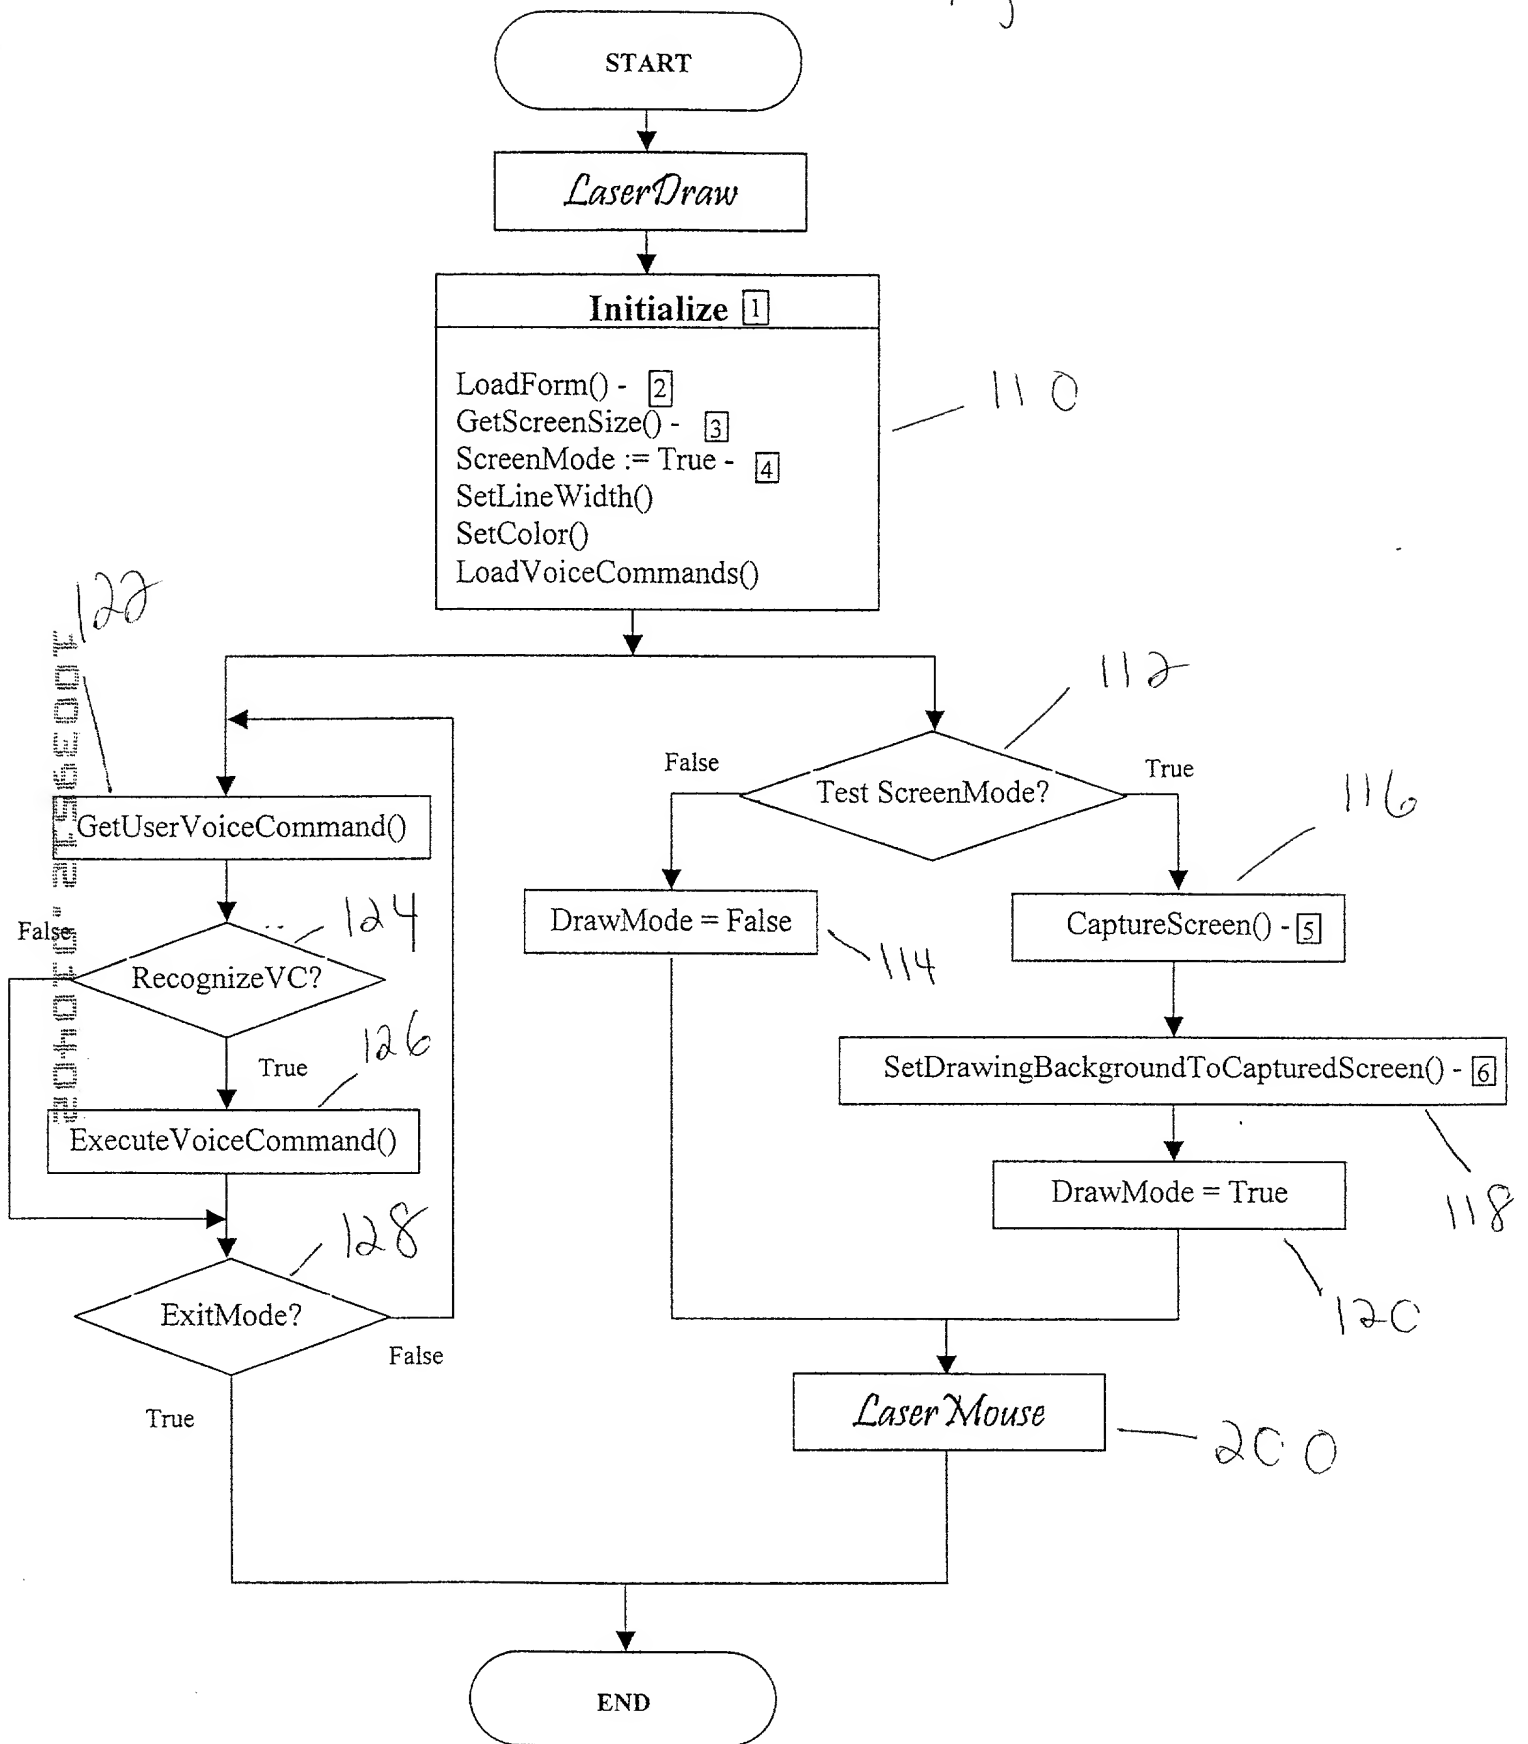 START
LaserDraw
Initialize 1
LoadForm() - 2
GetScreenSize() - 3
ScreenMode := True - 4
SetLineWidth()
SetColor()
LoadVoiceCommands()
110
122
112
False
True
Test ScreenMode?
116
GetUserVoiceCommand()
DrawMode = False
114
CaptureScreen() - 5
124
False
RecognizeVC?
126
True
SetDrawingBackgroundToCapturedScreen() - 6
118
ExecuteVoiceCommand()
DrawMode = True
120
128
ExitMode?
False
True
LaserMouse
200
END